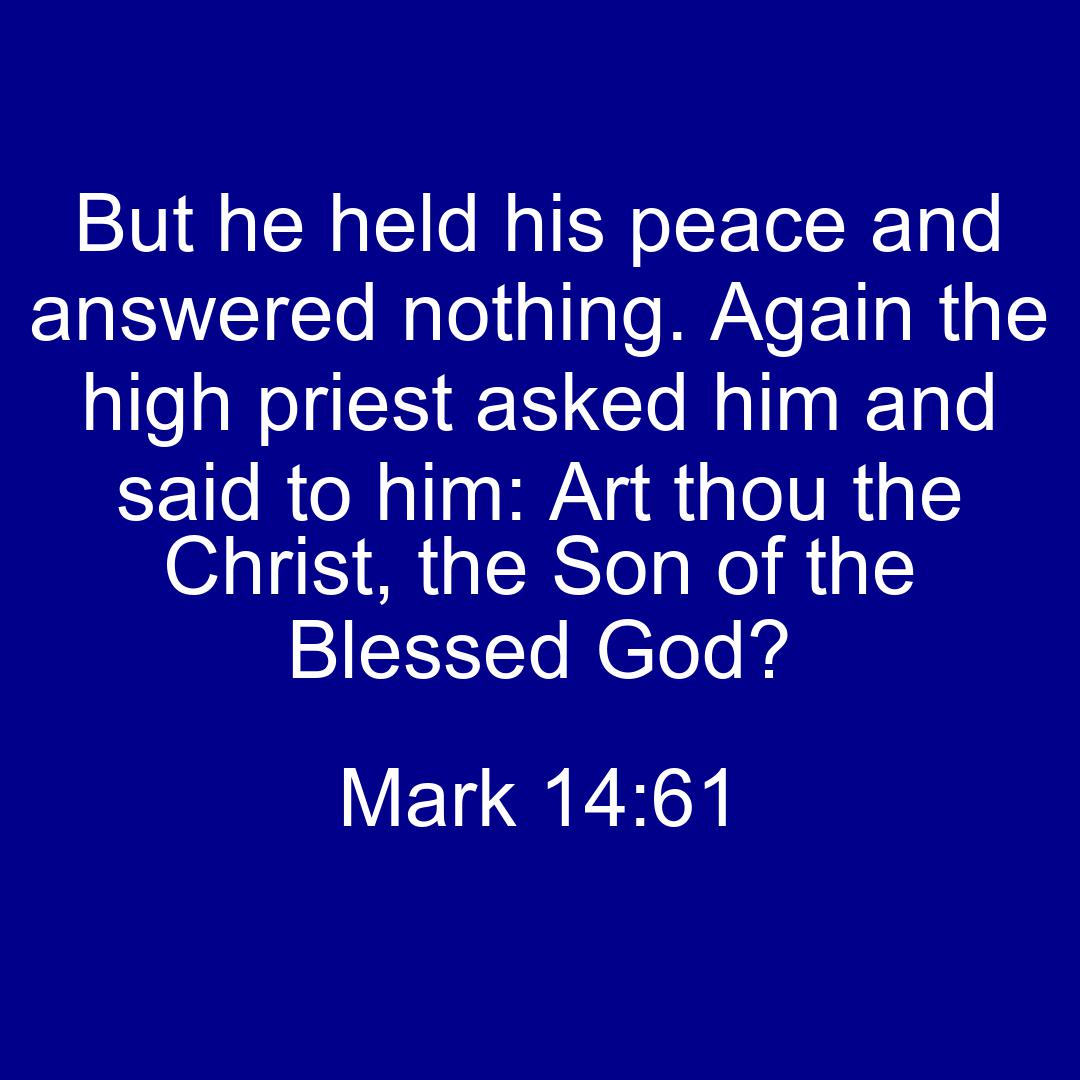 But he held his peace and
answered nothing. Again the
high priest asked him and
said to him: Art thou the
Christ, the Son of the
Blessed God?
Mark 14:61